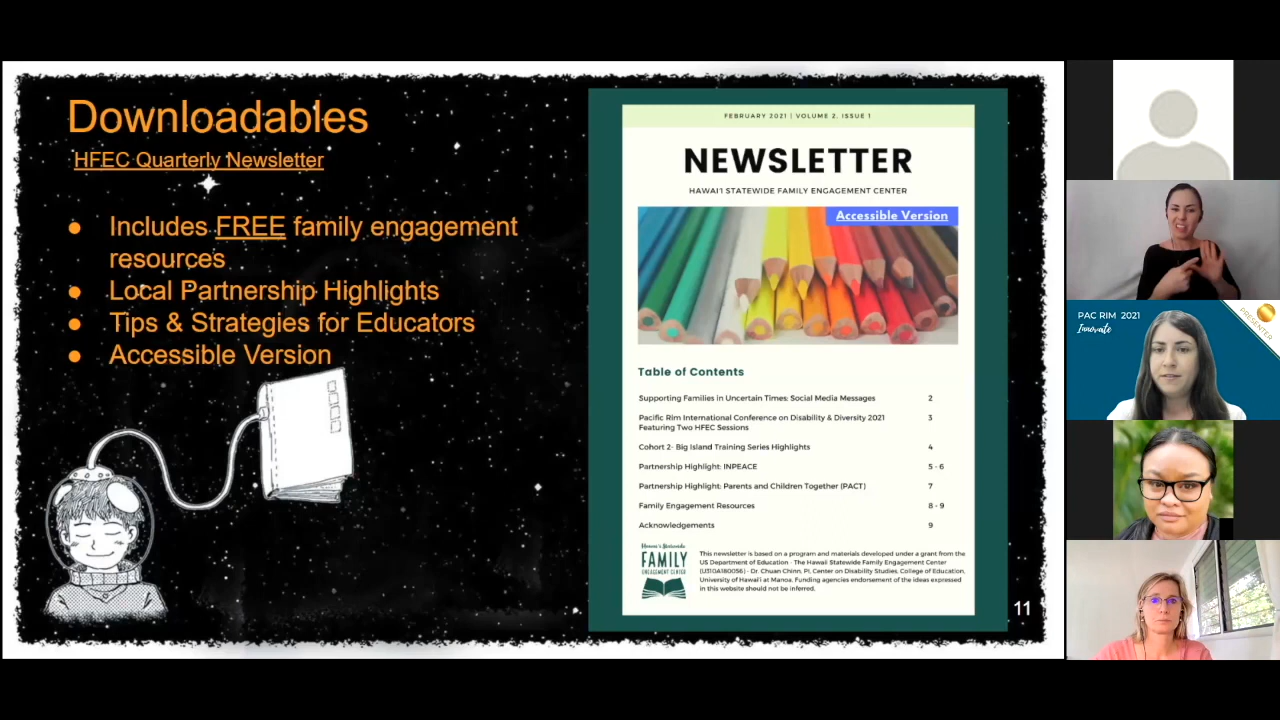 Downloadables
HFEC Quarterly Newsletter
● Includes FREE family engagement
resources
● Local Partnership Highlights
● Tips & Strategies for Educators
● Accessible Version
FEBRUARY 2021 | VOLUME 2, ISSUE 1
NEWSLETTER
HAWAI'I STATEWIDE FAMILY ENGAGEMENT CENTER
Accessible Version
Table of Contents
Supporting Families in Uncertain Times: Social Media Messages 2
Pacific Rim International Conference on Disability & Diversity 2021 3
Featuring Two HFEC Sessions
Cohort 2- Big Island Training Series Highlights 4
Partnership Highlight: INPEACE 5 - 6
Partnership Highlight: Parents and Children Together (PACT) 7
Family Engagement Resources 8 - 9
Acknowledgements 9
Hawai'i Statewide
FAMILY
ENGAGEMENT CENTER
This newsletter is based on a program and materials developed under a grant from the
US Department of Education - The Hawaii Statewide Family Engagement Center
(U310A180056) - Dr. Chuan Chinn, PI, Center on Disability Studies, College of Education,
University of Hawai'i at Manoa. Funding agencies endorsement of the ideas expressed
in this website should not be inferred.
11
PAC RIM 2021
Innovate
PRESENTER